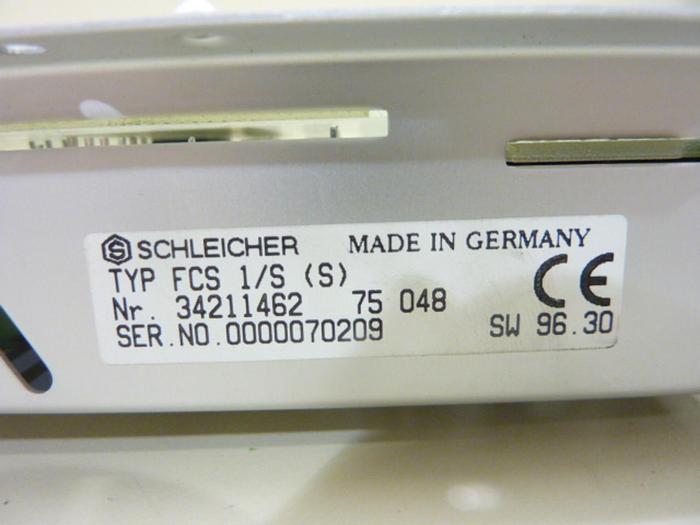 S SCHLEICHER MADE IN GERMANY
TYP FCS 1/S (S)
Nr. 34211462 75 048 CE
SER.NO.0000070209 SW 96.30